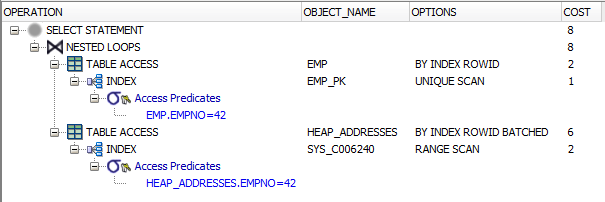 OPERATION OBJECT_NAME OPTIONS COST
SELECT STATEMENT 8
NESTED LOOPS 8
TABLE ACCESS EMP BY INDEX ROWID 2
INDEX EMP_PK UNIQUE SCAN 1
Access Predicates
EMP.EMPNO=42
TABLE ACCESS HEAP_ADDRESSES BY INDEX ROWID BATCHED 6
INDEX SYS_C006240 RANGE SCAN 2
Access Predicates
HEAP_ADDRESSES.EMPNO=42